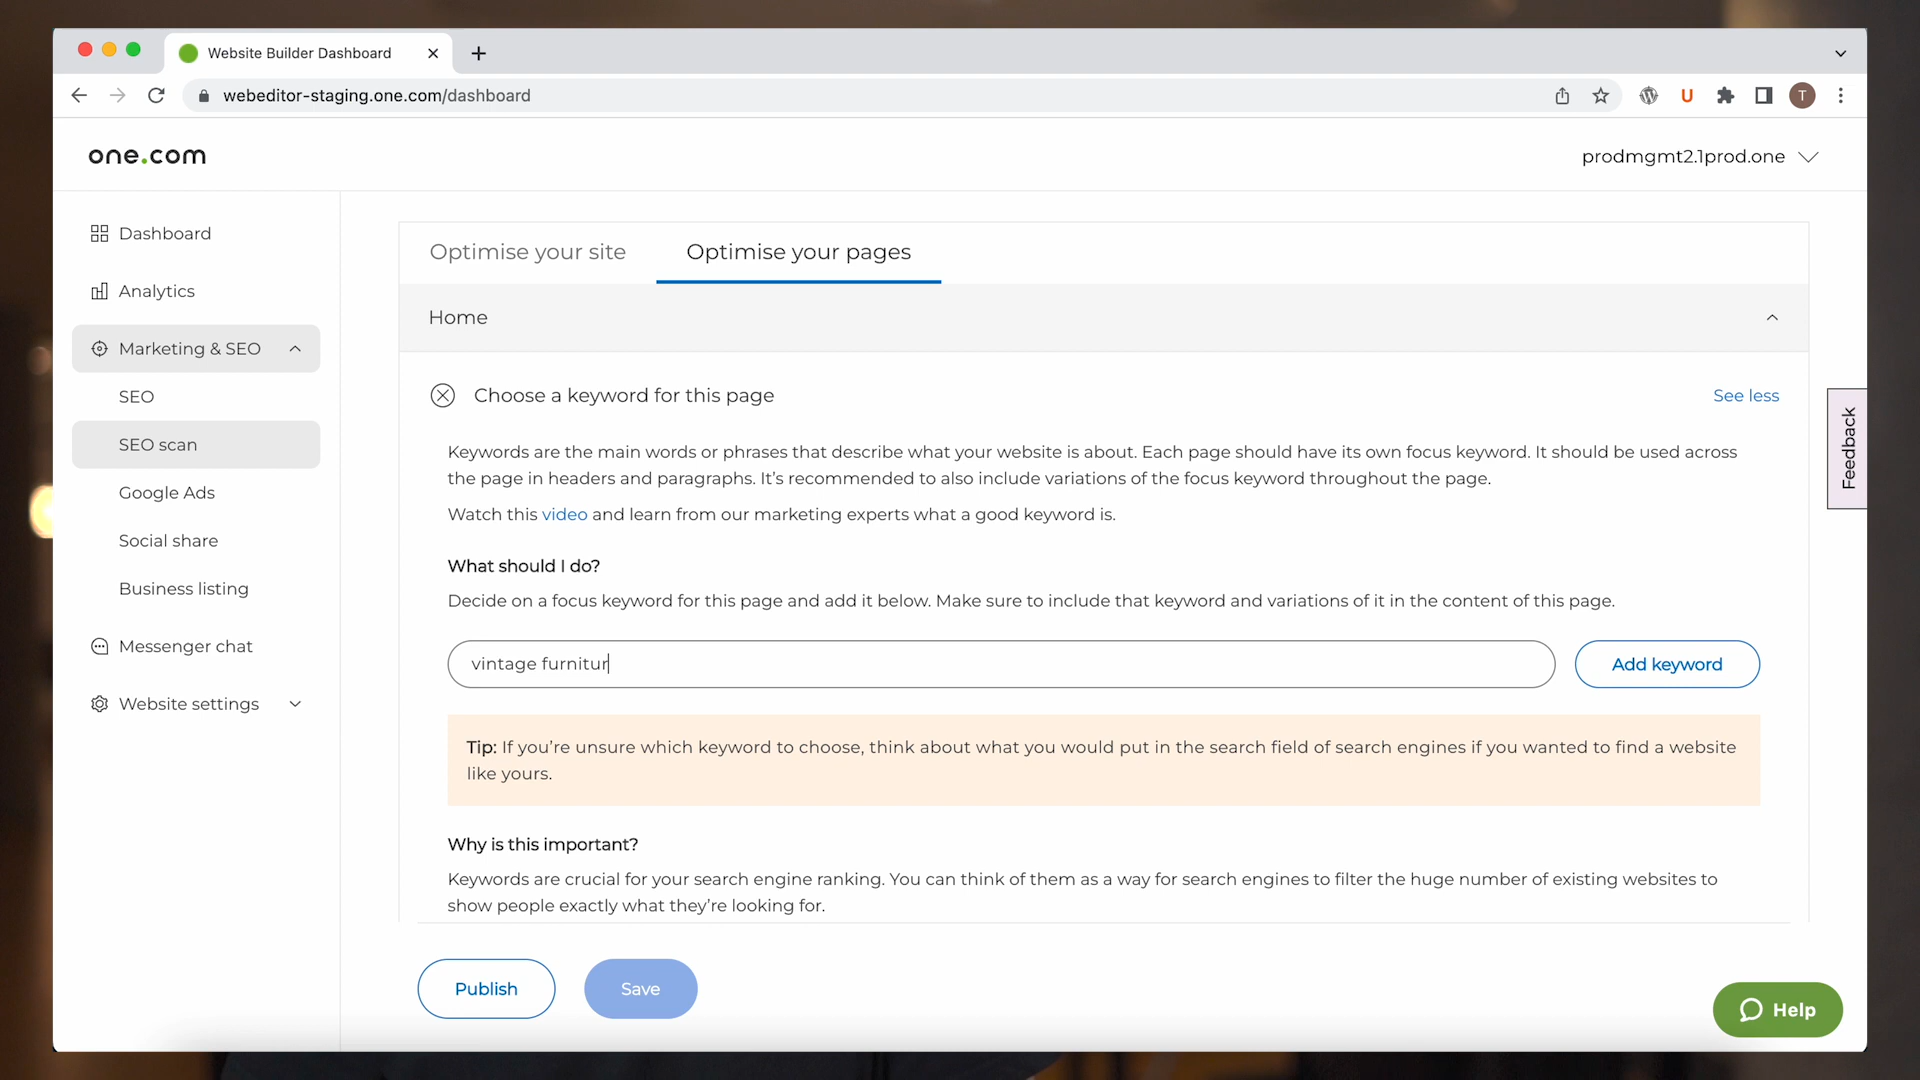 Website Builder Dashboard
webeditor-staging.one.com/dashboard
U
T
one.com
prodmgmt2.1prod.one
Dashboard
Analytics
Marketing & SEO
SEO
SEO scan
Google Ads
Social share
Business listing
Messenger chat
Website settings
Optimise your site
Optimise your pages
Home
Choose a keyword for this page
See less
Keywords are the main words or phrases that describe what your website is about. Each page should have its own focus keyword. It should be used across
the page in headers and paragraphs. It’s recommended to also include variations of the focus keyword throughout the page.
Watch this video and learn from our marketing experts what a good keyword is.
What should I do?
Decide on a focus keyword for this page and add it below. Make sure to include that keyword and variations of it in the content of this page.
vintage furnitur
Add keyword
Tip: If you’re unsure which keyword to choose, think about what you would put in the search field of search engines if you wanted to find a website
like yours.
Why is this important?
Keywords are crucial for your search engine ranking. You can think of them as a way for search engines to filter the huge number of existing websites to
show people exactly what they’re looking for.
Publish
Save
Feedback
Help